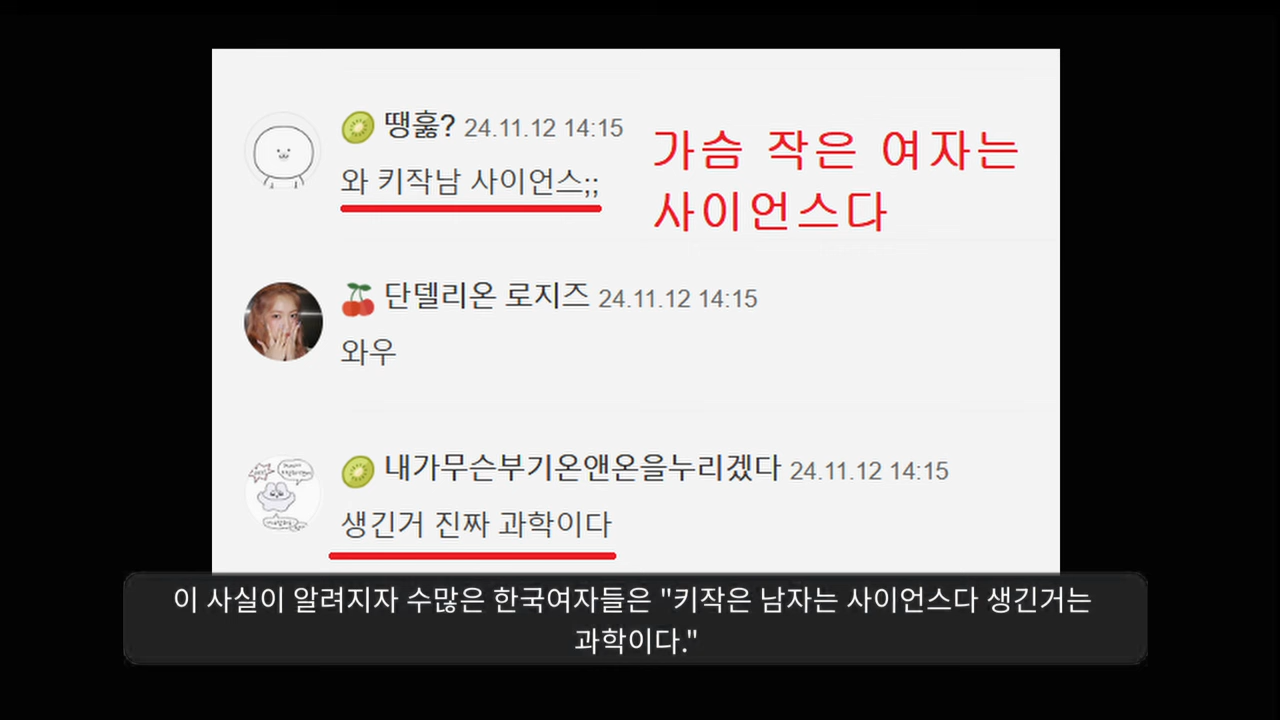 땡훓? 24.11.12 14:15
와 키작남 사이언스;;
가슴 작은 여자는
사이언스다
단델리온 로지즈 24.11.12 14:15
와우
내가무슨부기온앤온을누리겠다 24.11.12 14:15
생긴거 진짜 과학이다
이 사실이 알려지자 수많은 한국여자들은 "키작은 남자는 사이언스다 생긴거는
과학이다."